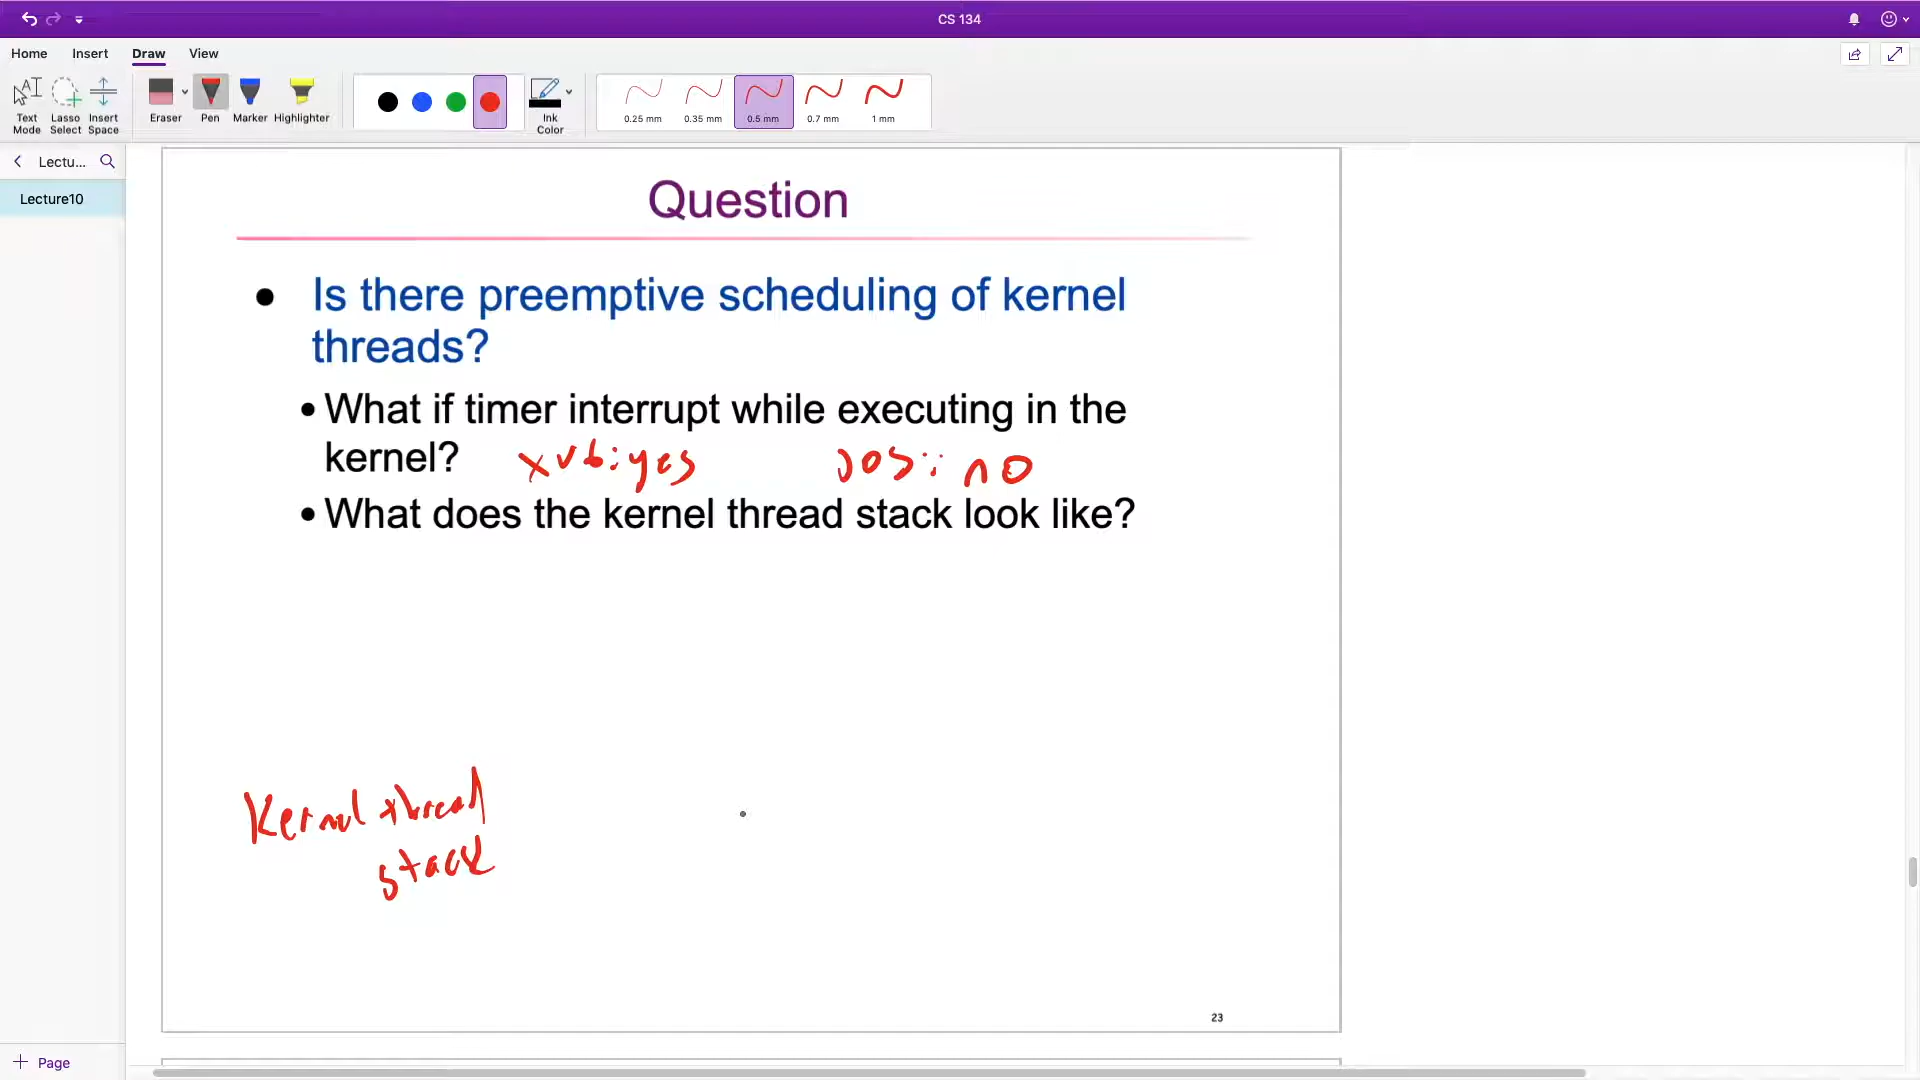 CS 134
Home Insert Draw View
Text Mode
Lasso Select
Insert Space
Eraser
Pen
Marker
Highlighter
Ink Color
0.25 mm
0.35 mm
0.5 mm
0.7 mm
1 mm
Lectu...
Lecture10
Question
Is there preemptive scheduling of kernel
threads?
What if timer interrupt while executing in the
kernel? xv6: yes JOS: no
What does the kernel thread stack look like?
Kernel thread
stack
23
Page